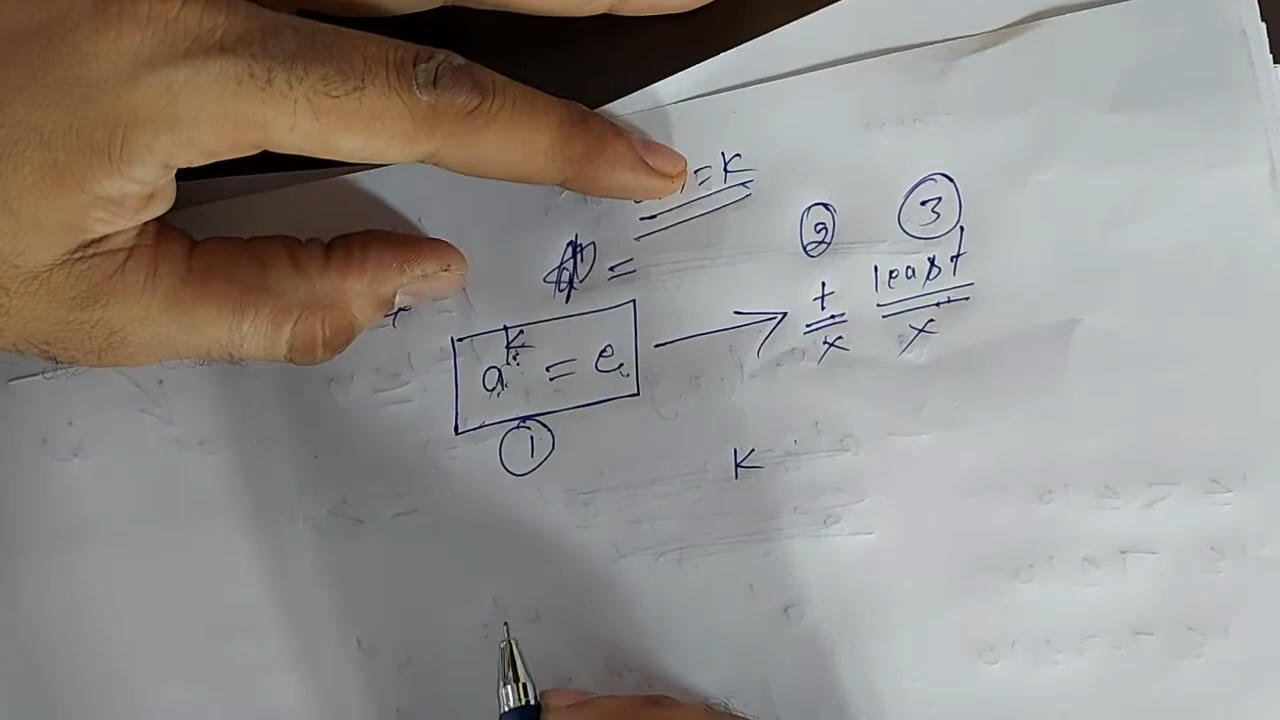 = K
② ③
=
+ least
a^K = e → x x
①
K